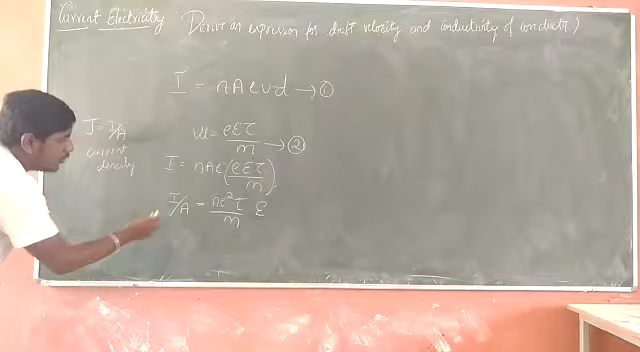 Current Electricity Derive an expression for drift velocity and conductivity of conductor)
I = nAevd → ①
J = I/A
current
density
vd = eEτ/m → ②
I = nAe(eEτ/m)
I/A = ne²τ/m E